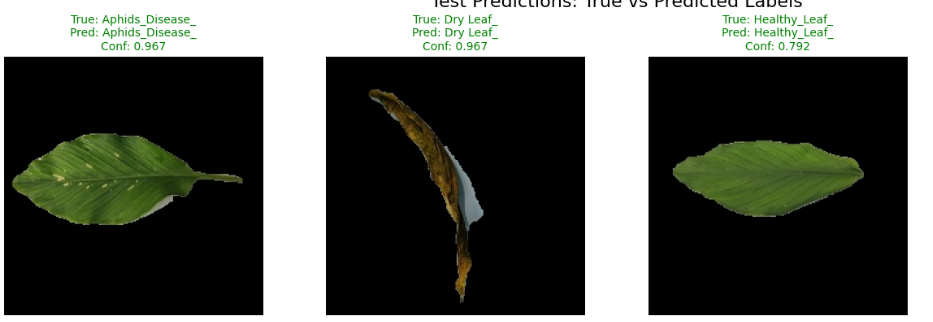 Test Predictions: True vs Predicted Labels
True: Aphids_Disease_
Pred: Aphids_Disease_
Conf: 0.967
True: Dry Leaf_
Pred: Dry Leaf_
Conf: 0.967
True: Healthy_Leaf_
Pred: Healthy_Leaf_
Conf: 0.792